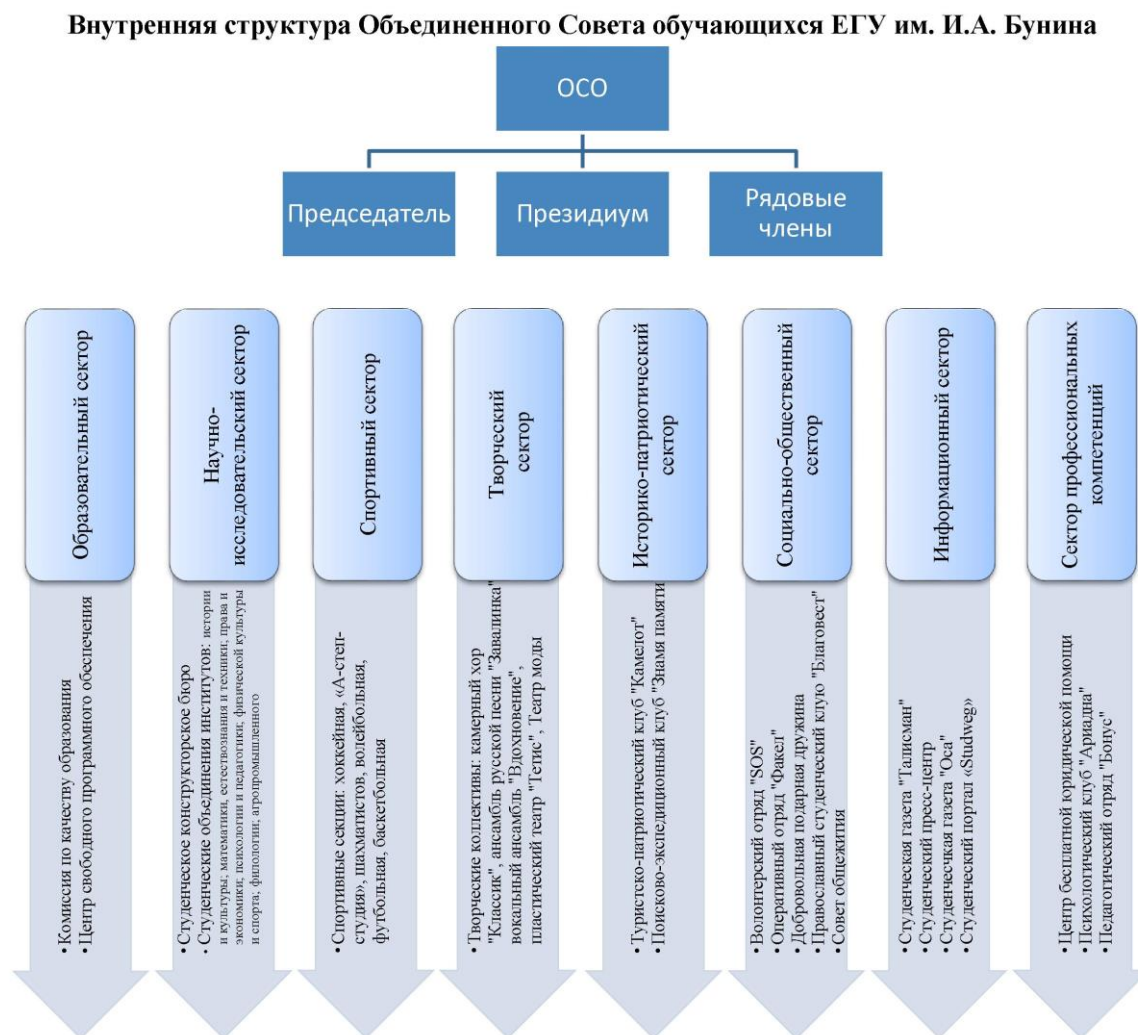 Внутренняя структура Объединенного Совета обучающихся ЕГУ им. И.А. Бунина
ОСО
Председатель
Президиум
Рядовые
члены
Образовательный сектор
• Комиссия по качеству образования
• Центр свободного программного обеспечения
Научно-
исследовательский сектор
• Студенческое конструкторское бюро
• Студенческие объединения институтов: истории
и культуры; математики, естествознания и техники; права и
экономики; психологии и педагогики; физической культуры
и спорта; филологии; агропромышленного
Спортивный сектор
• Спортивные секции: хоккейная, «А-степ-
студия», шахматистов, волейбольная,
футбольная, баскетбольная
Творческий
сектор
• Творческие коллективы: камерный хор
"Классик", ансамбль русской песни "Завалинка",
вокальный ансамбль "Вдохновение",
пластический театр "Тетис", Театр моды
Историко-патриотический
сектор
• Туристско-патриотический клуб "Камелот"
• Поисково-экспедиционный клуб "Знамя памяти
Социально-общественный
сектор
• Волонтерский отряд "SOS"
• Оперативный отряд "Факел"
• Добровольная пожарная дружина
• Православный студенческий клую "Благовест"
• Совет общежития
Информационный сектор
• Студенческая газета "Талисман"
• Студенческий пресс-центр
• Студенчекая газета "Оса"
• Студенческий портал «Studweg»
Сектор профессиональных
компетенций
• Центр бесплатной юридической помощи
• Психологический клуб "Ариадна"
• Педагогический отряд "Бонус"